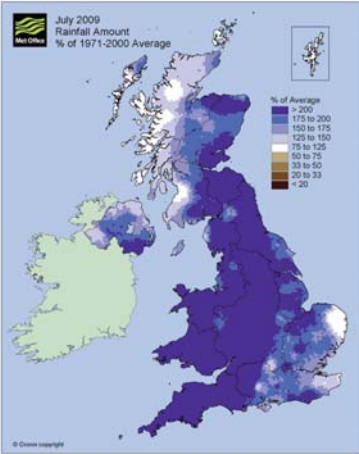 Met Office
July 2009
Rainfall Amount
% of 1971-2000 Average
% of Average
> 200
175 to 200
150 to 175
125 to 150
75 to 125
50 to 75
33 to 50
20 to 33
< 20
© Crown copyright